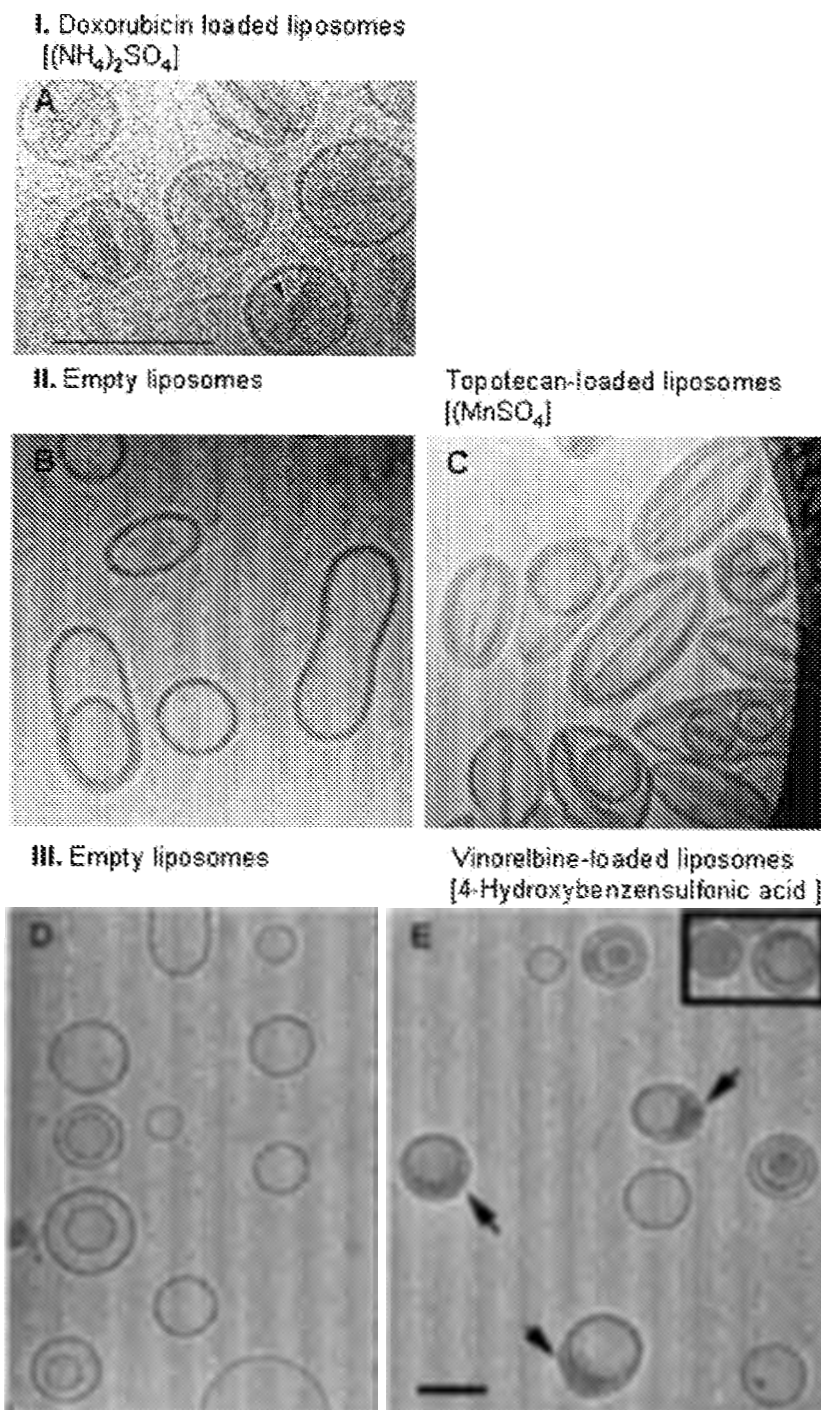 I. Doxorubicin loaded liposomes
[(NH₄)₂SO₄]
A
II. Empty liposomes
Topotecan-loaded liposomes
[(MnSO₄]
B
C
III. Empty liposomes
Vinorelbine-loaded liposomes
[4-Hydroxybenzensulfonic acid ]
D
E